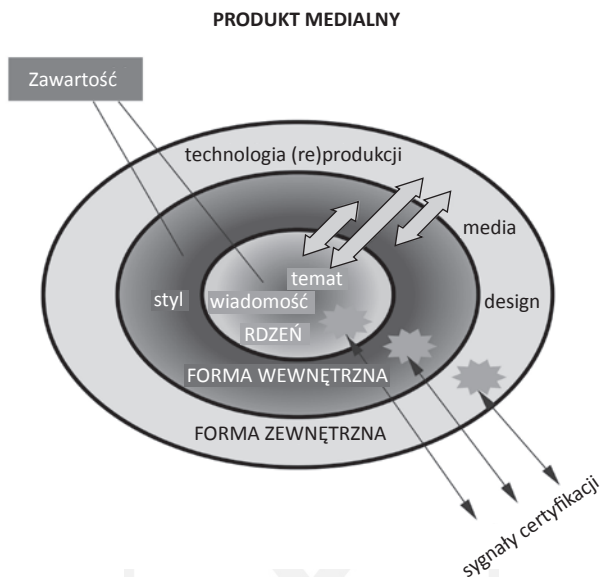 PRODUKT MEDIALNY
Zawartość
technologia (re)produkcji
media
temat
styl
wiadomość
design
RDZEŃ
FORMA WEWNĘTRZNA
FORMA ZEWNĘTRZNA
sygnały certyfikacji